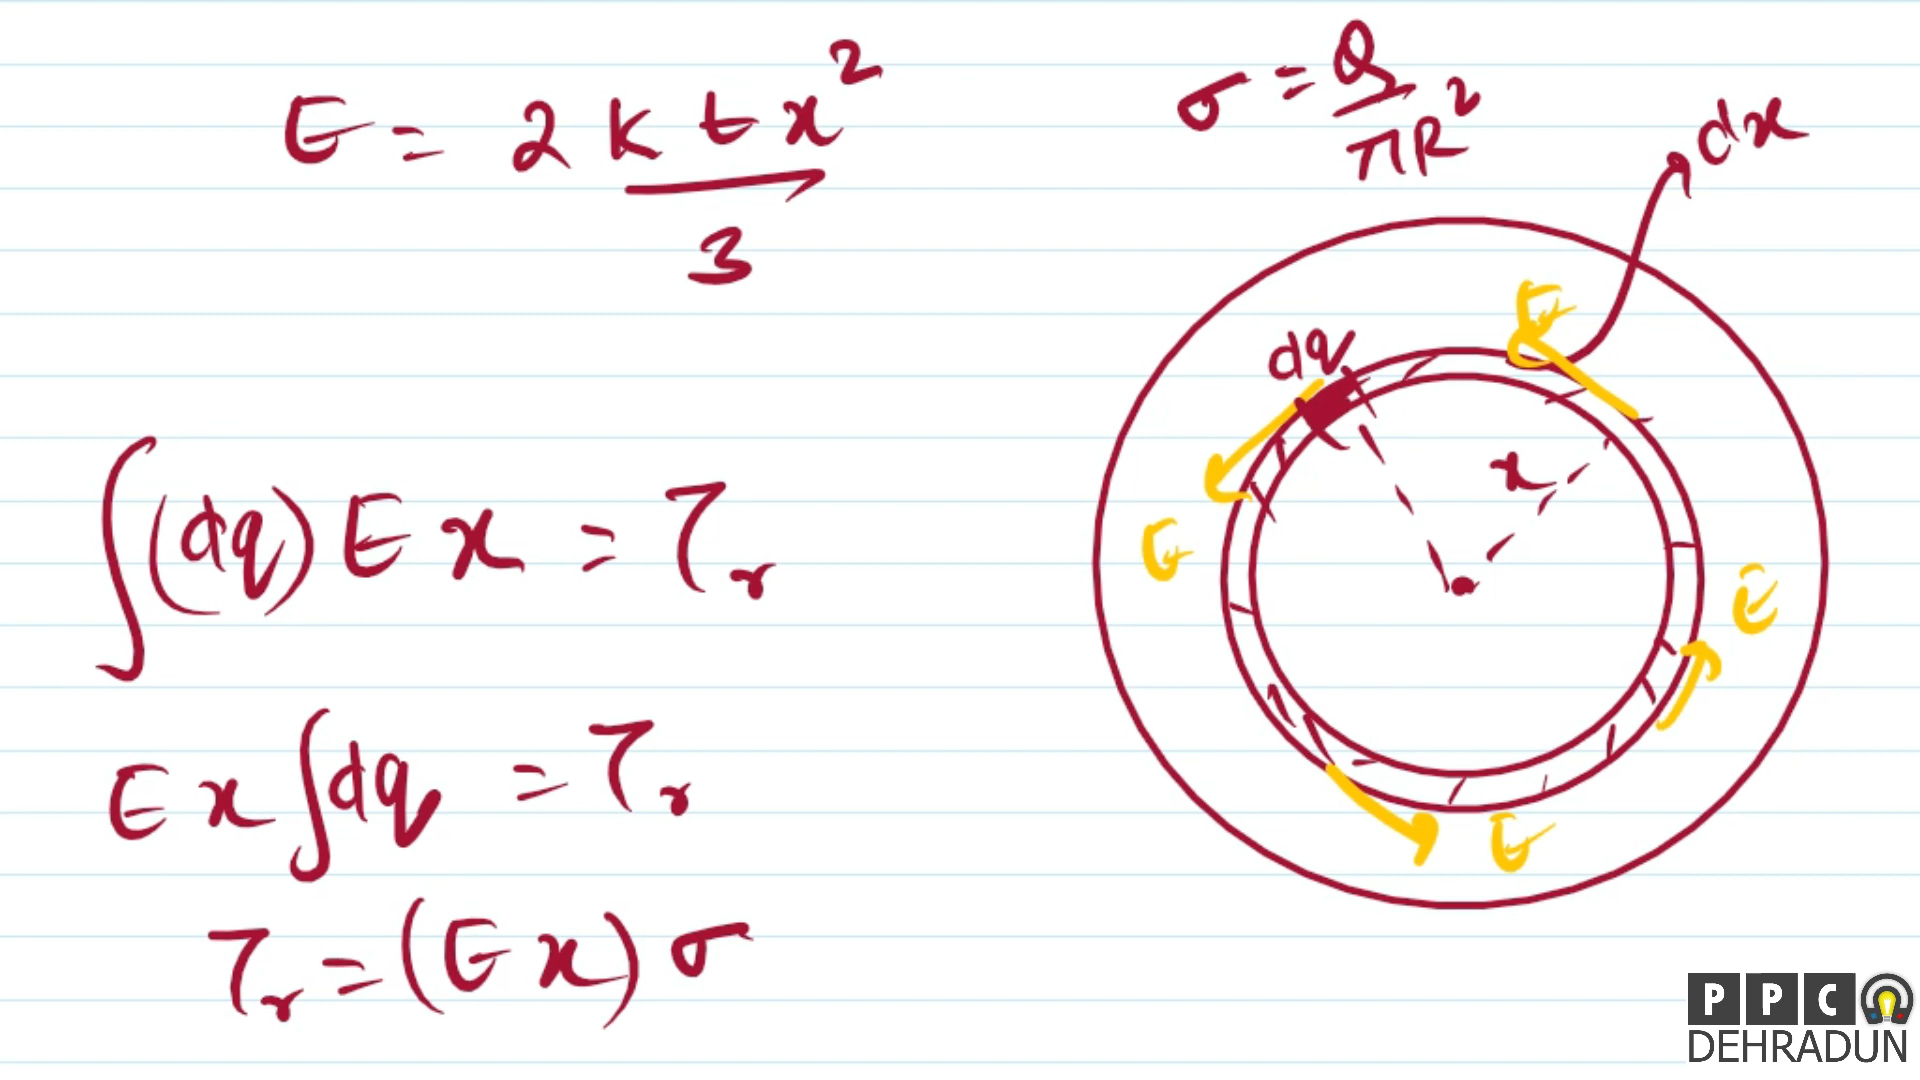 E = 2 k t x²
3
σ = Q
πR²
dx
dq
E
x
E
E
E
∫(dq) E x = τᵣ
E x ∫dq = τᵣ
τᵣ = (E x) σ
PPC
DEHRADUN